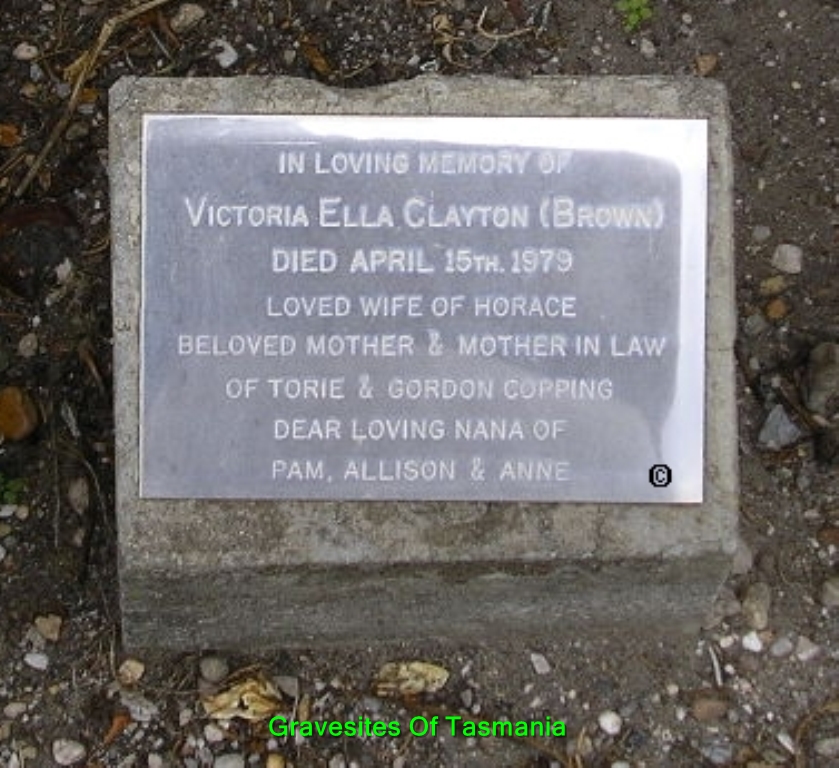 IN LOVING MEMORY OF
VICTORIA ELLA CLAYTON (BROWN)
DIED APRIL 15TH. 1979
LOVED WIFE OF HORACE
BELOVED MOTHER & MOTHER IN LAW
OF TORIE & GORDON COPPING
DEAR LOVING NANA OF
PAM, ALLISON & ANNE
©
Gravesites Of Tasmania